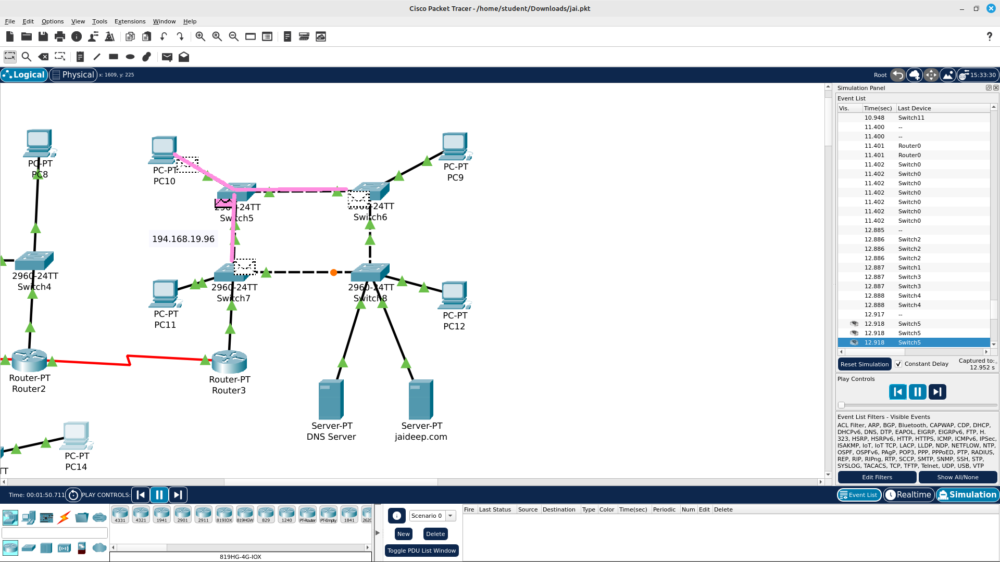 Cisco Packet Tracer - /home/student/Downloads/jai.pkt
File Edit Options View Tools Extensions Window Help
?
Logical Physical x: 1609, y: 225
Root 15:33:30
PC-PT
PC8
PC-PT
PC10
PC-PT
PC9
2960-24TT
Switch5
2960-24TT
Switch6
194.168.19.96
2960-24TT
Switch4
2960-24TT
Switch7
2960-24TT
Switch8
PC-PT
PC11
PC-PT
PC12
Router-PT
Router2
Router-PT
Router3
Server-PT
DNS Server
Server-PT
jaideep.com
PC-PT
PC14
TT
Simulation Panel
Event List
Vis. Time(sec) Last Device
10.948 Switch11
11.400 --
11.400 --
11.401 Router0
11.401 Router0
11.402 Switch0
11.402 Switch0
11.402 Switch0
11.402 Switch0
11.402 Switch0
11.402 Switch0
11.402 Switch0
12.885 --
12.886 Switch2
12.886 Switch2
12.886 Switch2
12.887 Switch1
12.887 Switch3
12.887 Switch3
12.888 Switch4
12.888 Switch4
12.917 --
12.918 Switch5
12.918 Switch5
12.918 Switch5
Reset Simulation Constant Delay Captured to:
12.952 s
Play Controls
Event List Filters - Visible Events
ACL Filter, ARP, BGP, Bluetooth, CAPWAP, CDP, DHCP,
DHCPv6, DNS, DTP, EAPOL, EIGRP, EIGRPv6, FTP, H.
323, HSRP, HSRPv6, HTTP, HTTPS, ICMP, ICMPv6, IPSec,
ISAKMP, IoT, IoT TCP, LACP, LLDP, NDP, NETFLOW, NTP,
OSPF, OSPFv6, PAgP, POP3, PPP, PPPoED, PTP, RADIUS,
REP, RIP, RIPng, RTP, SCCP, SMTP, SNMP, SSH, STP,
SYSLOG, TACACS, TCP, TFTP, Telnet, UDP, USB, VTP
Edit Filters Show All/None
Time: 00:01:50.711 PLAY CONTROLS:
Event List Realtime Simulation
4331 4321 1941 2901 2911 819IOX 819HGW 829 1240 PT-Router PT-Empty 1841 2620
819HG-4G-IOX
Scenario 0
New Delete
Toggle PDU List Window
Fire Last Status Source Destination Type Color Time(sec) Periodic Num Edit Delete